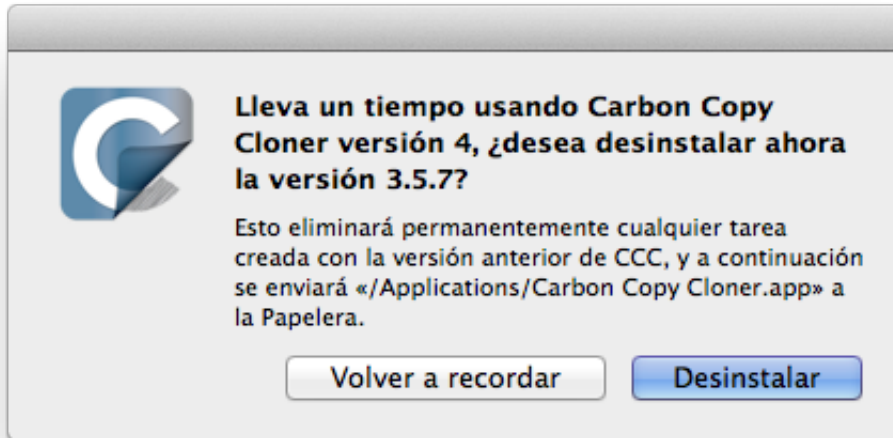 Lleva un tiempo usando Carbon Copy
Cloner versión 4, ¿desea desinstalar ahora
la versión 3.5.7?
Esto eliminará permanentemente cualquier tarea
creada con la versión anterior de CCC, y a continuación
se enviará «/Applications/Carbon Copy Cloner.app» a
la Papelera.
Volver a recordar
Desinstalar